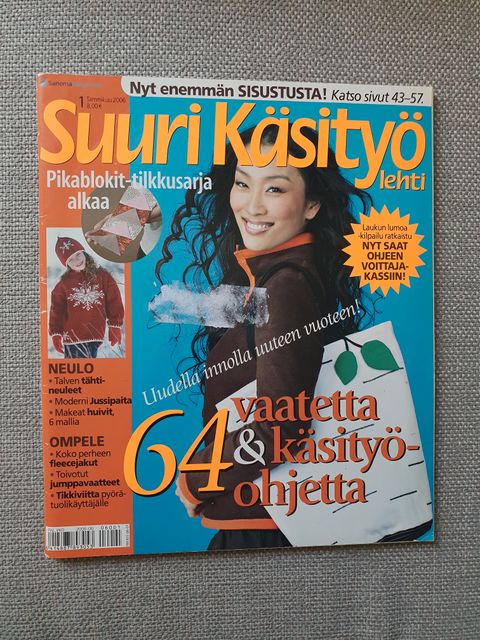 Sanoma
Nyt enemmän SISUSTUSTA! Katso sivut 43–57.
1 Tammikuu 2006
8,00 €
Suuri Käsityö
lehti
Pikablokit-tilkkusarja
alkaa
Laukun lumoa
-kilpailu ratkaistu
NYT SAAT
OHJEEN
VOITTAJA-
KASSIIN!
Uudella innolla uuteen vuoteen!
NEULO
• Talven tähti-
neuleet
• Moderni Jussipaita
• Makeat huivit,
6 mallia
OMPELE
• Koko perheen
fleecejakut
• Toivotut
jumppavaatteet
• Tikkiviitta pyörä-
tuolikäyttäjälle
64 vaatetta
& käsityö-
ohjetta
06001